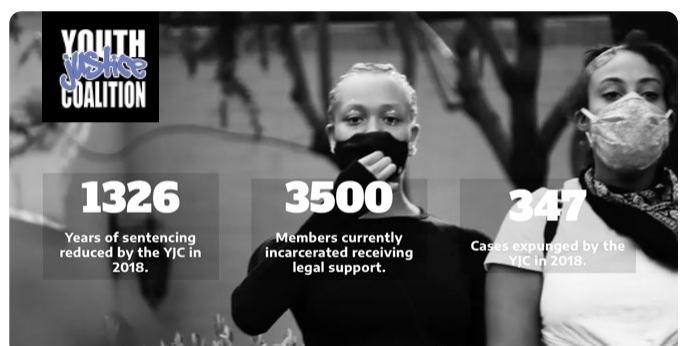 YOUTH
justice
COALITION
1326
Years of sentencing
reduced by the YJC in
2018.
3500
Members currently
incarcerated receiving
legal support.
347
Cases expunged by the
YJC in 2018.